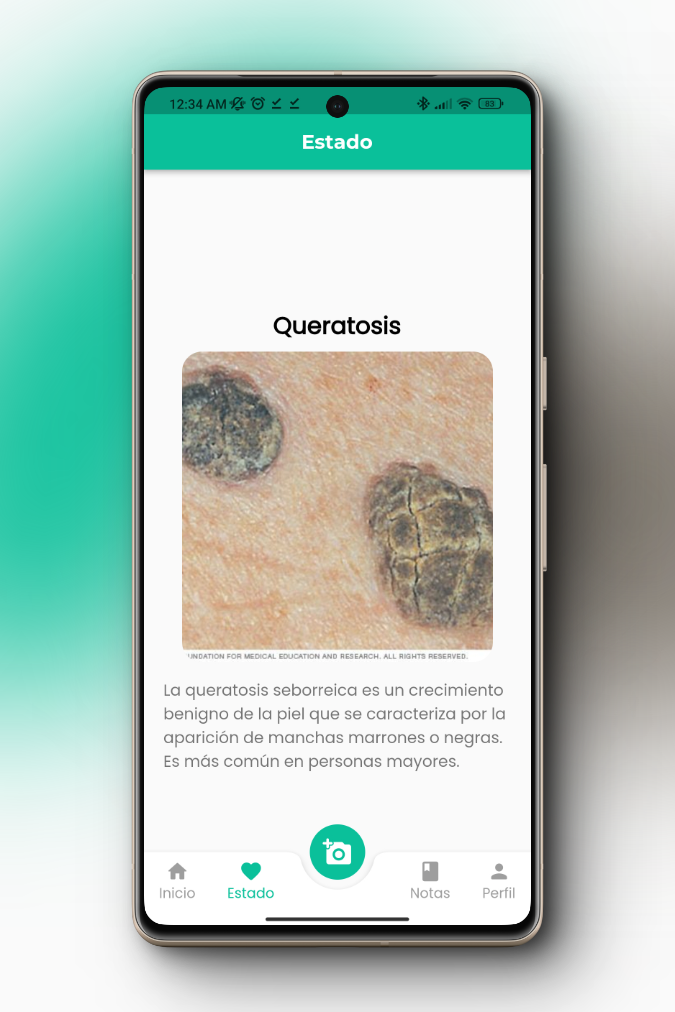 12:34 AM
83
Estado
Queratosis
UNDATION FOR MEDICAL EDUCATION AND RESEARCH. ALL RIGHTS RESERVED.
La queratosis seborreica es un crecimiento
benigno de la piel que se caracteriza por la
aparición de manchas marrones o negras.
Es más común en personas mayores.
Inicio
Estado
Notas
Perfil